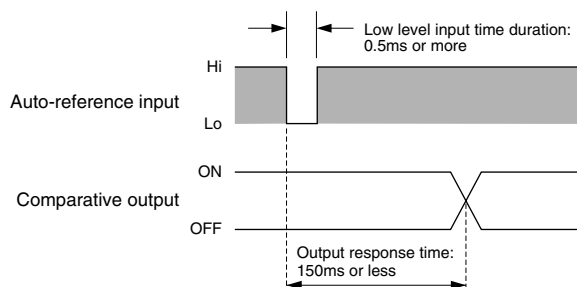 Low level input time duration:
0.5ms or more
Hi
Auto-reference input
Lo
ON
Comparative output
OFF
Output response time:
150ms or less